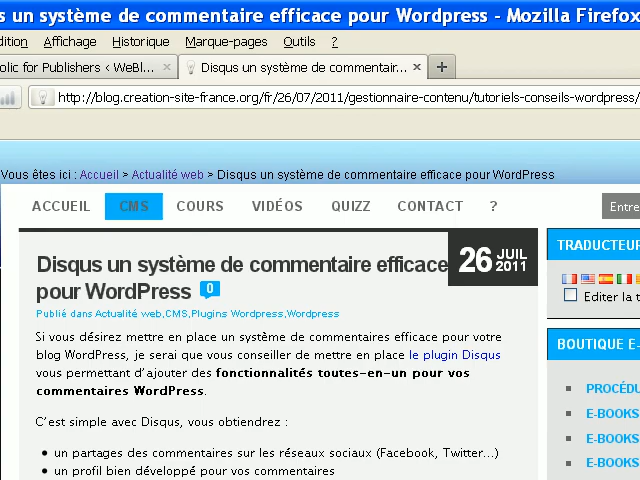 s un système de commentaire efficace pour Wordpress - Mozilla Firefox
dition Affichage Historique Marque-pages Outils ?
olic for Publishers ‹ WeBl... × Disqus un système de commentair... × +
http://blog.creation-site-france.org/fr/26/07/2011/gestionnaire-contenu/tutoriels-conseils-wordpress/
Vous êtes ici : Accueil > Actualité web > Disqus un système de commentaire efficace pour WordPress
ACCUEIL CMS COURS VIDÉOS QUIZZ CONTACT ? Entre
Disqus un système de commentaire efficace
pour WordPress 0
26 JUIL
2011
Publié dans Actualité web,CMS,Plugins Wordpress,Wordpress
Si vous désirez mettre en place un système de commentaires efficace pour votre
blog WordPress, je serai que vous conseiller de mettre en place le plugin Disqus
vous permettant d'ajouter des fonctionnalités toutes-en-un pour vos
commentaires WordPress.
C'est simple avec Disqus, vous obtiendrez :
• un partages des commentaires sur les réseaux sociaux (Facebook, Twitter...)
• un profil bien développé pour vos commentaires
TRADUCTEUR
Editer la t
BOUTIQUE E-
PROCÉDU
E-BOOKS
E-BOOKS
E-BOOKS